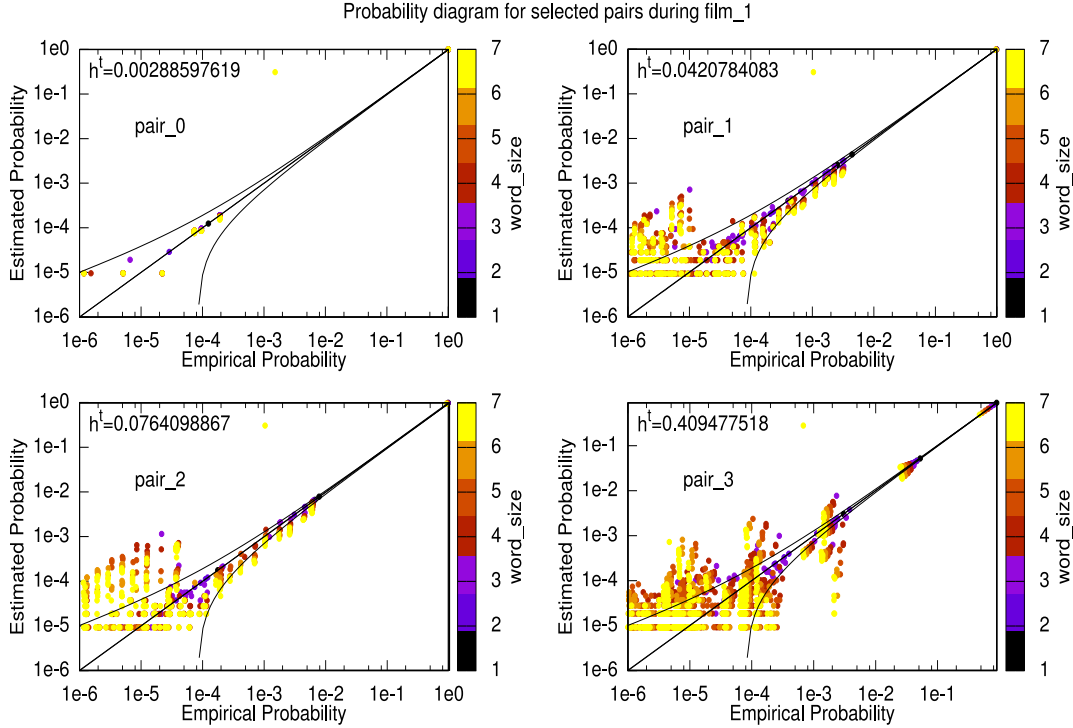 Probability diagram for selected pairs during film_1
h^t=0.00288597619
pair_0
Estimated Probability
1e0
1e-1
1e-2
1e-3
1e-4
1e-5
1e-6
1e-6 1e-5 1e-4 1e-3 1e-2 1e-1 1e0
Empirical Probability
7
6
5
4
3
2
1
word_size
h^t=0.0420784083
pair_1
Estimated Probability
1e0
1e-1
1e-2
1e-3
1e-4
1e-5
1e-6
1e-6 1e-5 1e-4 1e-3 1e-2 1e-1 1e0
Empirical Probability
7
6
5
4
3
2
1
word_size
h^t=0.0764098867
pair_2
Estimated Probability
1e0
1e-1
1e-2
1e-3
1e-4
1e-5
1e-6
1e-6 1e-5 1e-4 1e-3 1e-2 1e-1 1e0
Empirical Probability
7
6
5
4
3
2
1
word_size
h^t=0.409477518
pair_3
Estimated Probability
1e0
1e-1
1e-2
1e-3
1e-4
1e-5
1e-6
1e-6 1e-5 1e-4 1e-3 1e-2 1e-1 1e0
Empirical Probability
7
6
5
4
3
2
1
word_size